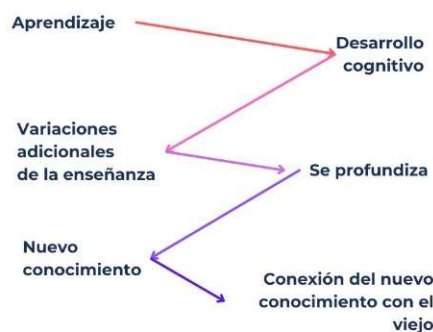 Aprendizaje
Desarrollo
cognitivo
Variaciones
adicionales
de la enseñanza
Se profundiza
Nuevo
conocimiento
Conexión del nuevo
conocimiento con el
viejo